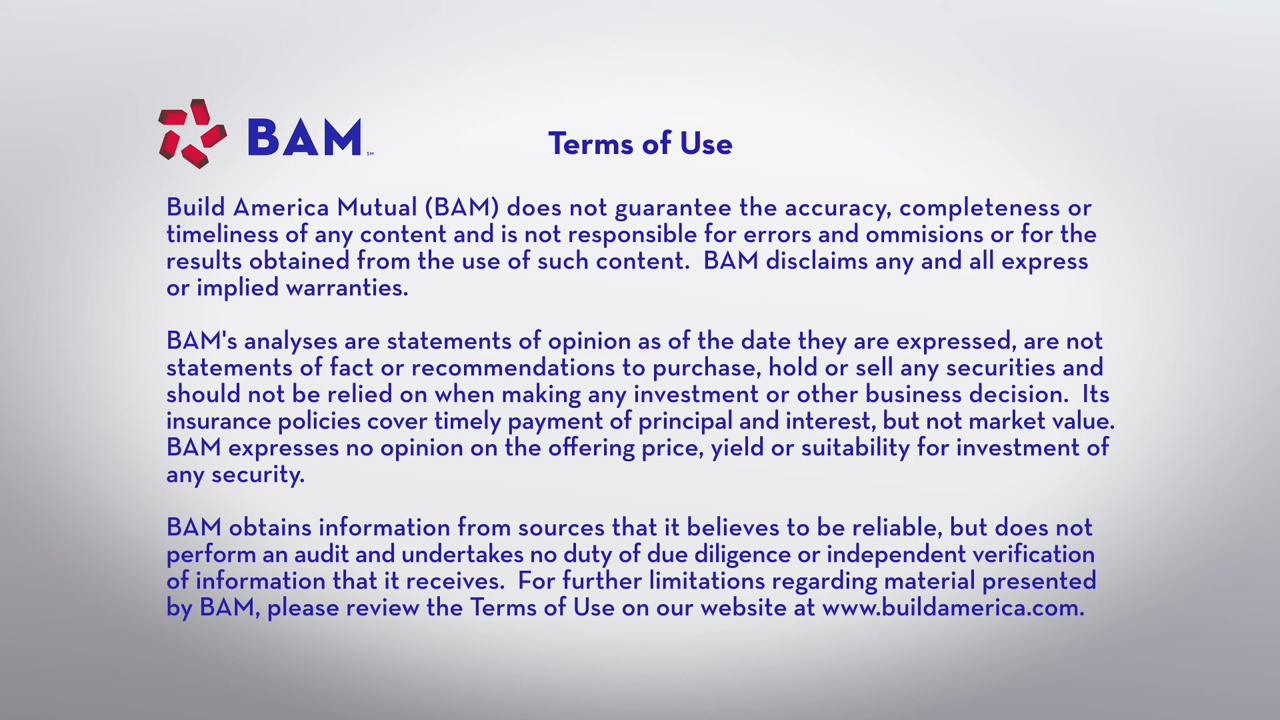 BAM SM
Terms of Use
Build America Mutual (BAM) does not guarantee the accuracy, completeness or
timeliness of any content and is not responsible for errors and ommisions or for the
results obtained from the use of such content.  BAM disclaims any and all express
or implied warranties.
BAM's analyses are statements of opinion as of the date they are expressed, are not
statements of fact or recommendations to purchase, hold or sell any securities and
should not be relied on when making any investment or other business decision.  Its
insurance policies cover timely payment of principal and interest, but not market value.
BAM expresses no opinion on the offering price, yield or suitability for investment of
any security.
BAM obtains information from sources that it believes to be reliable, but does not
perform an audit and undertakes no duty of due diligence or independent verification
of information that it receives.  For further limitations regarding material presented
by BAM, please review the Terms of Use on our website at www.buildamerica.com.